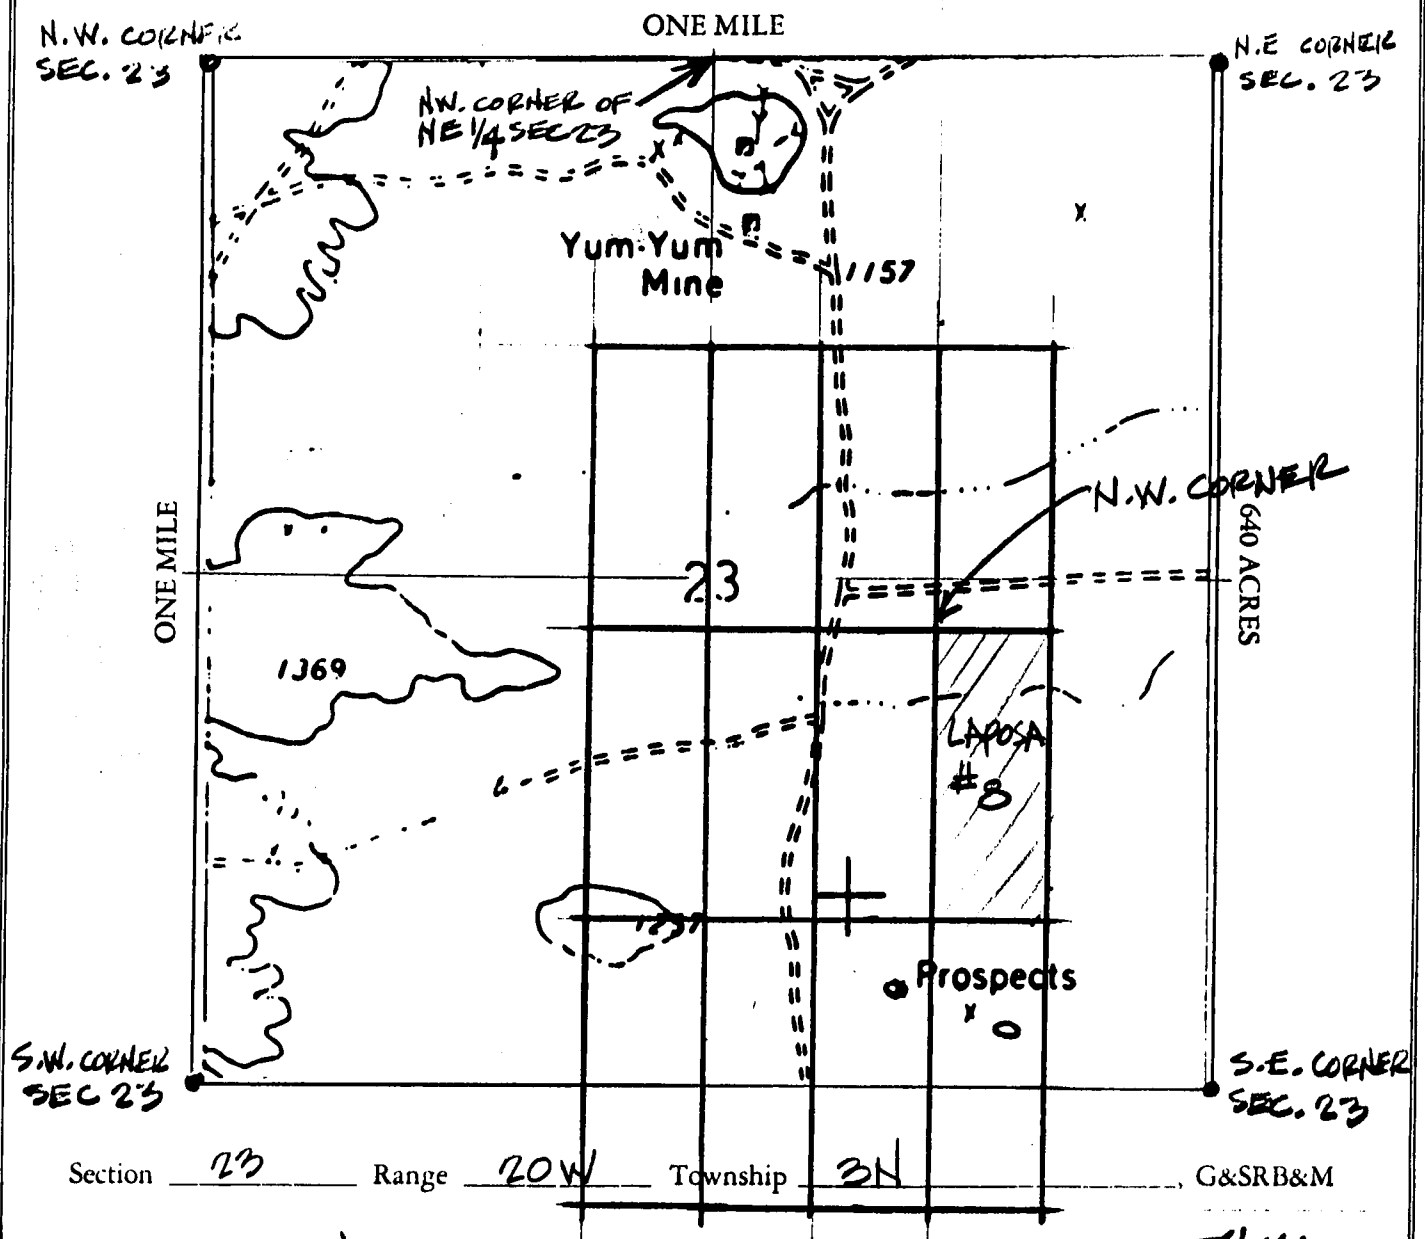 ONE MILE
N.W. CORNER
SEC. 23
N.E CORNER
SEC. 23
NW. CORNER OF
NE 1/4 SEC 23
Yum-Yum
Mine
1157
N.W. CORNER
ONE MILE
23
640 ACRES
1369
LAPOSA
# 8
Prospects
S.W. CORNER
SEC 23
S.E. CORNER
SEC. 23
Section 23 Range 20W Township 3N, G&SRB&M